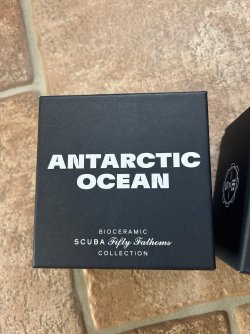 ANTARCTIC
OCEAN
BIOCERAMIC
SCUBA Fifty Fathoms
COLLECTION